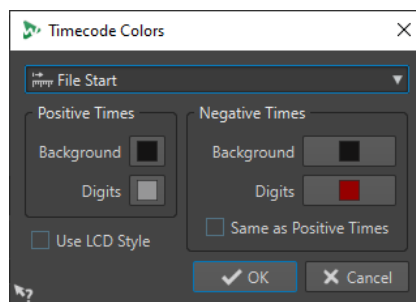 Timecode Colors
File Start
Positive Times
Background
Digits
Use LCD Style
Negative Times
Background
Digits
Same as Positive Times
OK
Cancel
?